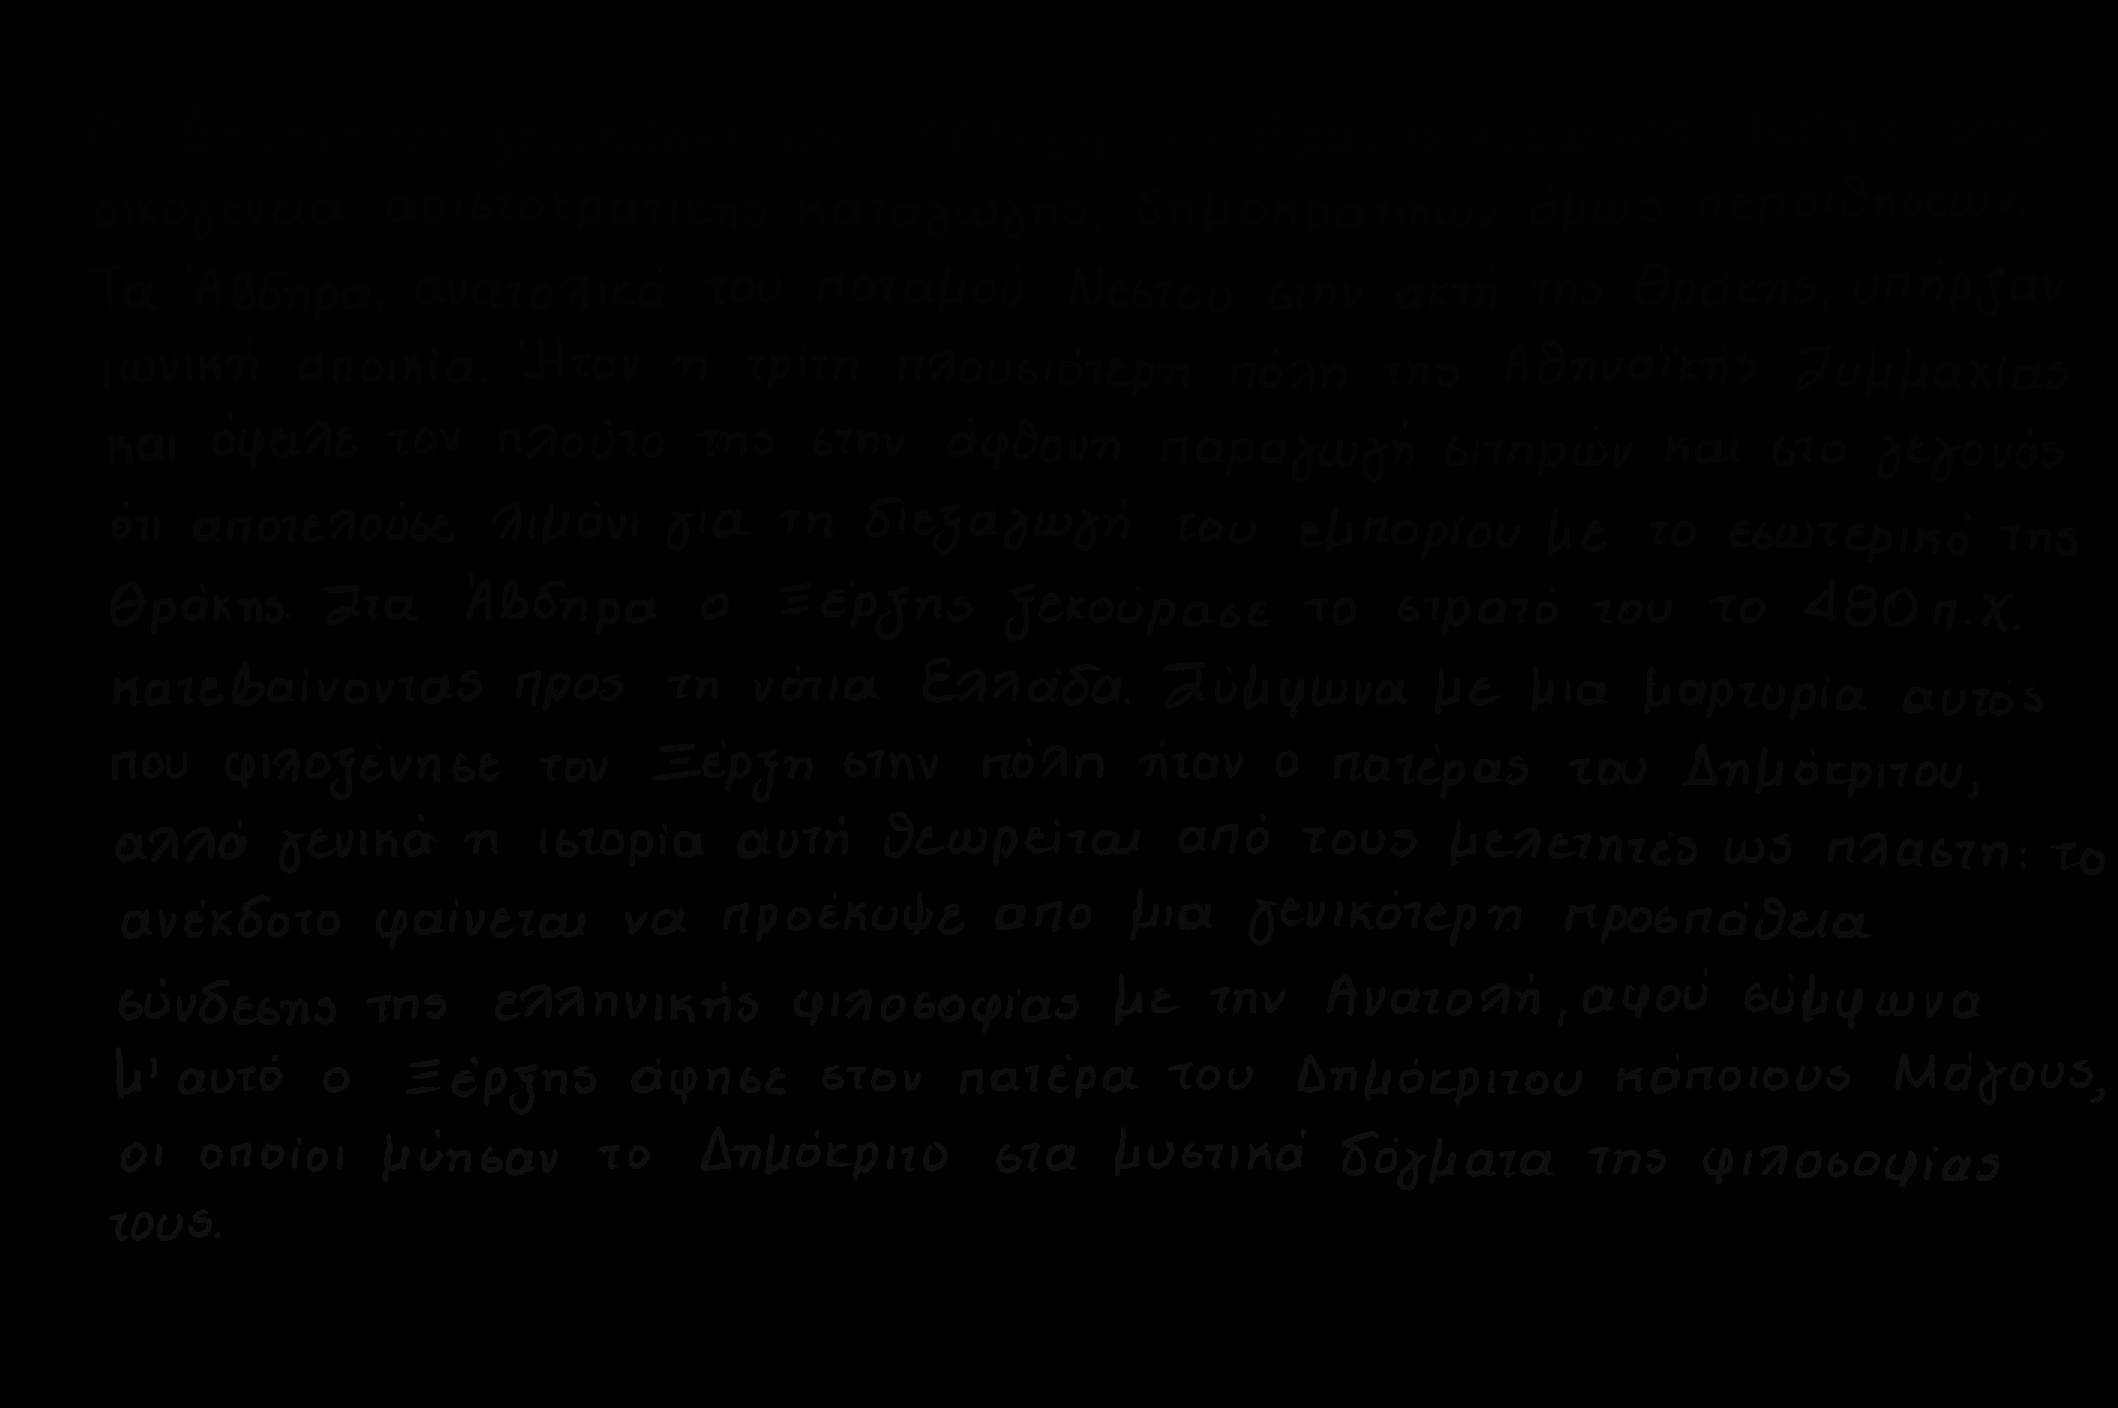 Ο Δημόκριτος γεννήθηκε στα Άβδηρα της Θράκης γύρω στο π.Χ. από
οικογένεια αριστοκρατικής καταγωγής, δημοκρατικών όμως πεποιθήσεων.
Τα Άβδηρα, ανατολικά του ποταμού Νέστου στην ακτή της Θράκης, υπήρξαν
ιωνική αποικία. Ήταν η τρίτη πλουσιότερη πόλη της Αθηναϊκής Συμμαχίας
και όφειλε τον πλούτο της στην άφθονη παραγωγή σιτηρών και στο γεγονός
ότι αποτελούσε λιμάνι για τη διεξαγωγή του εμπορίου με το εσωτερικό της
Θράκης. Στα Άβδηρα ο Ξέρξης ξεκούρασε το στρατό του το 480 π.Χ.
κατεβαίνοντας προς τη νότια Ελλάδα. Σύμφωνα με μια μαρτυρία αυτός
που φιλοξένησε τον Ξέρξη στην πόλη ήταν ο πατέρας του Δημόκριτου,
αλλά γενικά η ιστορία αυτή θεωρείται από τους μελετητές ως πλαστη: το
ανέκδοτο φαίνεται να προέκυψε απο μια γενικότερη προσπάθεια
σύνδεσης της ελληνικής φιλοσοφίας με την Ανατολή, αφού σύμφωνα
μ' αυτό ο Ξέρξης άφησε στον πατέρα του Δημόκριτου κάποιους Μάγους,
οι οποίοι μύησαν το Δημόκριτο στα μυστικά δόγματα της φιλοσοφίας
τους.